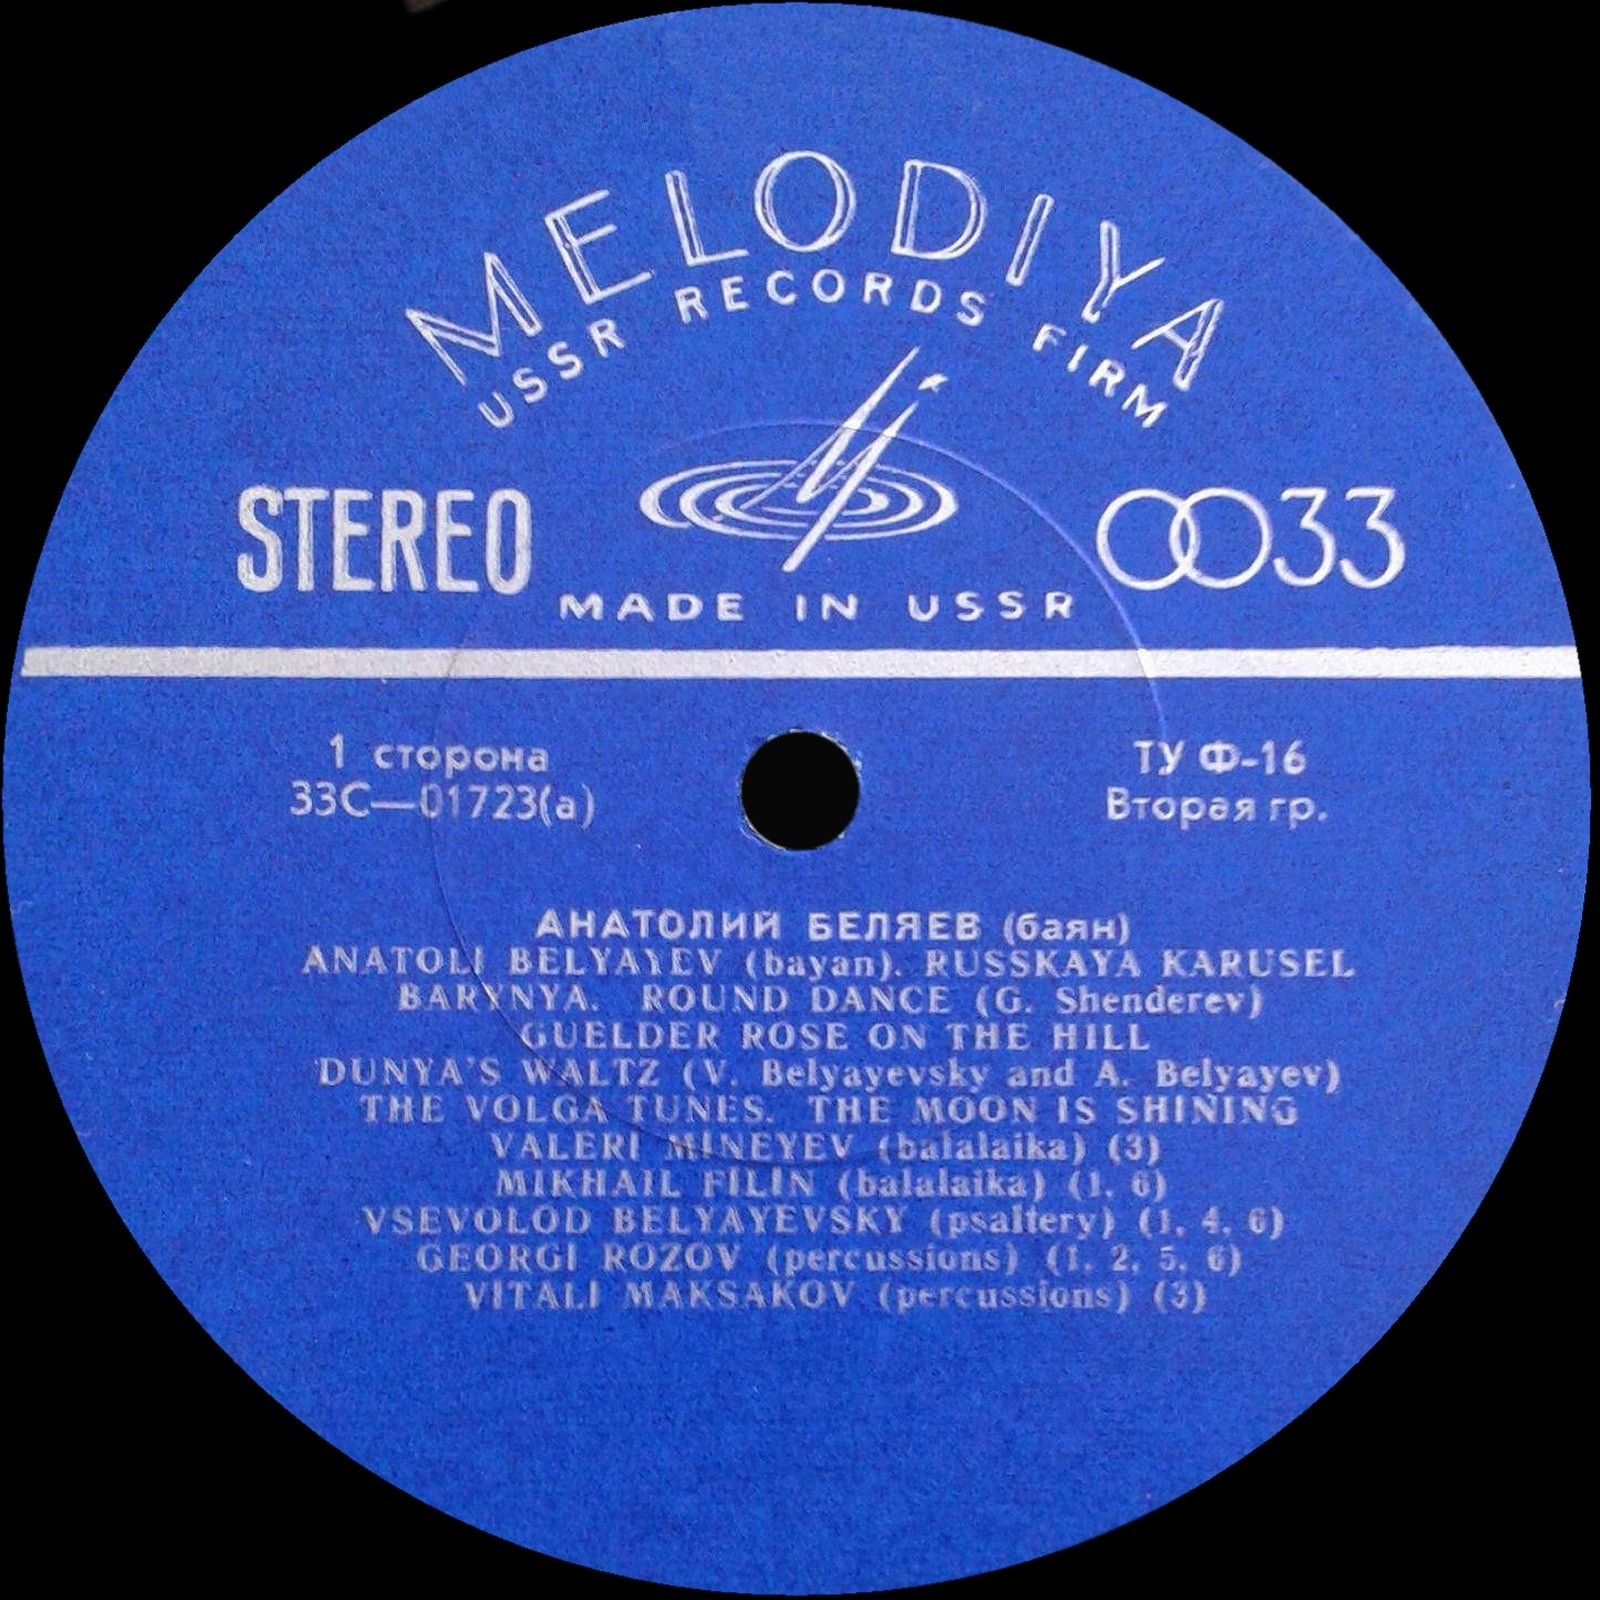 MELODIYA
USSR RECORDS FIRM
STEREO
33
MADE IN USSR
1 сторона
33С—01723(а)
ТУ Ф-16
Вторая гр.
АНАТОЛИЙ БЕЛЯЕВ (баян)
ANATOLI BELYAYEV (bayan). RUSSKAYA KARUSEL
BARYNYA. ROUND DANCE (G. Shenderev)
GUELDER ROSE ON THE HILL
DUNYA'S WALTZ (V. Belyayevsky and A. Belyayev)
THE VOLGA TUNES. THE MOON IS SHINING
VALERI MINEYEV (balalaika) (3)
MIKHAIL FILIN (balalaika) (1, 6)
VSEVOLOD BELYAYEVSKY (psaltery) (1, 4, 6)
GEORGI ROZOV (percussions) (1, 2, 5, 6)
VITALI MAKSAKOV (percussions) (3)